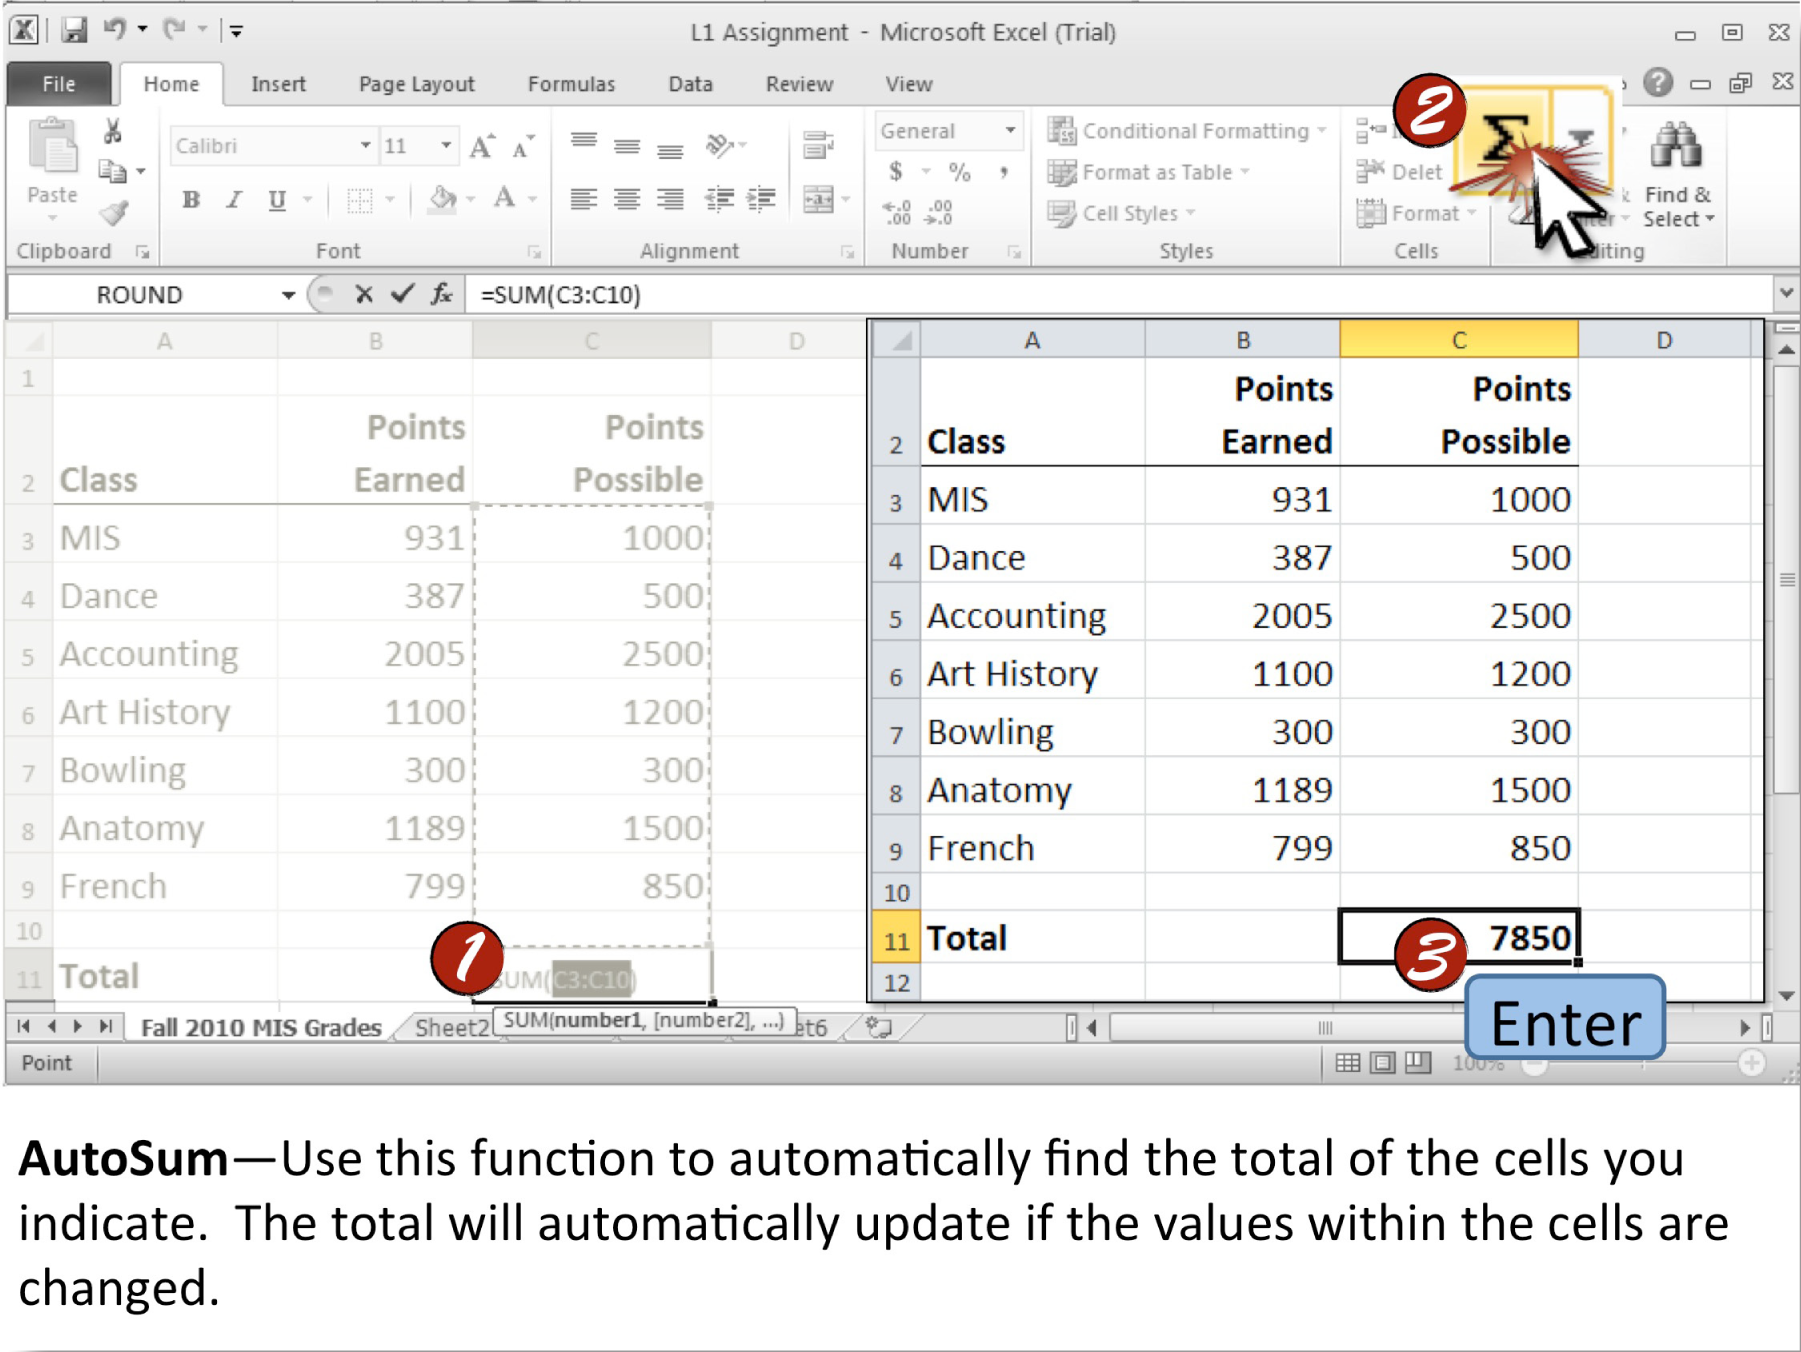 L1 Assignment - Microsoft Excel (Trial)
File Home Insert Page Layout Formulas Data Review View
Calibri 11
General
Conditional Formatting
2
Σ
Paste
B I U
A
$ % ,
Format as Table
Delet
Find &
Select
Cell Styles
Format
Clipboard Font Alignment Number Styles Cells
ROUND fx =SUM(C3:C10)
A B C D
1
Points Points
2 Class Earned Possible
3 MIS 931 1000
4 Dance 387 500
5 Accounting 2005 2500
6 Art History 1100 1200
7 Bowling 300 300
8 Anatomy 1189 1500
9 French 799 850
10
11 Total 1 SUM(C3:C10)
SUM(number1, [number2], ...)
A B C D
Points Points
2 Class Earned Possible
3 MIS 931 1000
4 Dance 387 500
5 Accounting 2005 2500
6 Art History 1100 1200
7 Bowling 300 300
8 Anatomy 1189 1500
9 French 799 850
10
11 Total 3 7850
12
Enter
Fall 2010 MIS Grades Sheet2 et6
Point 100%
AutoSum—Use this function to automatically find the total of the cells you
indicate. The total will automatically update if the values within the cells are
changed.